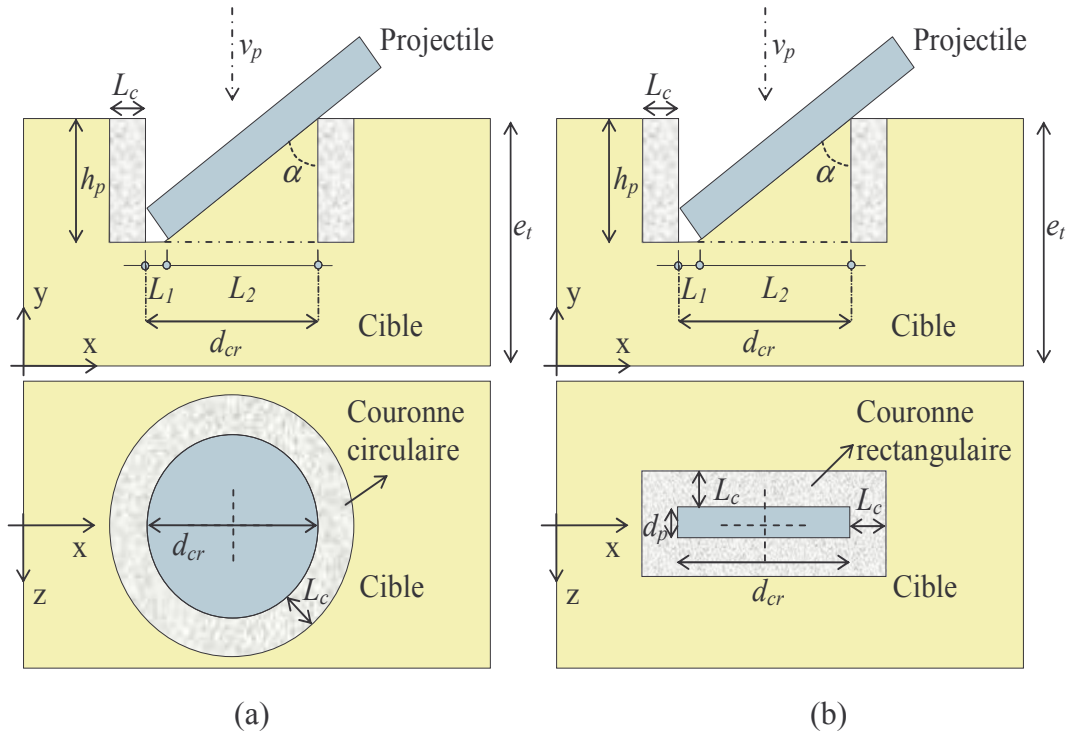 Projectile
v_p
L_c
h_p
α
e_t
L_1
L_2
y
x
d_cr
Cible
Projectile
v_p
L_c
h_p
α
e_t
L_1
L_2
y
x
d_cr
Cible
Couronne
circulaire
x
d_cr
z
L_c
Cible
Couronne
rectangulaire
L_c
L_c
d_p
x
d_cr
z
Cible
(a)
(b)